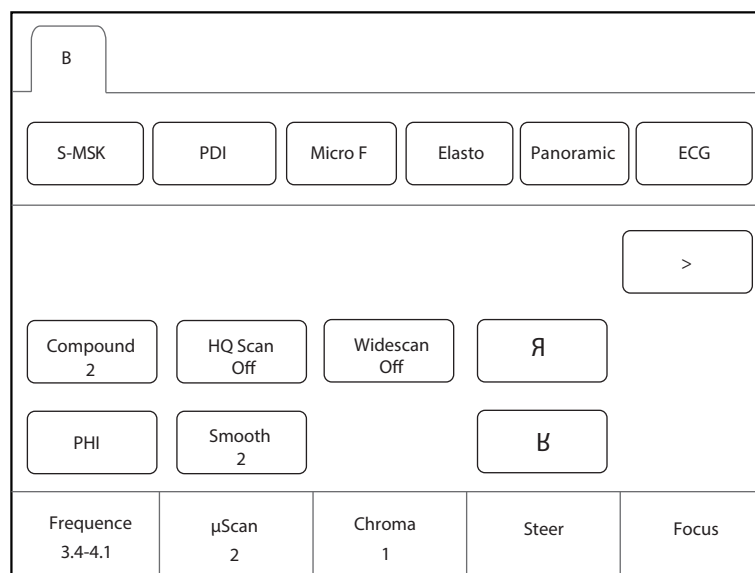 B
S-MSK PDI Micro F Elasto Panoramic ECG
>
Compound HQ Scan Widescan Я
2 Off Off
PHI Smooth ʁ
2
Frequence µScan Chroma Steer Focus
3.4-4.1 2 1